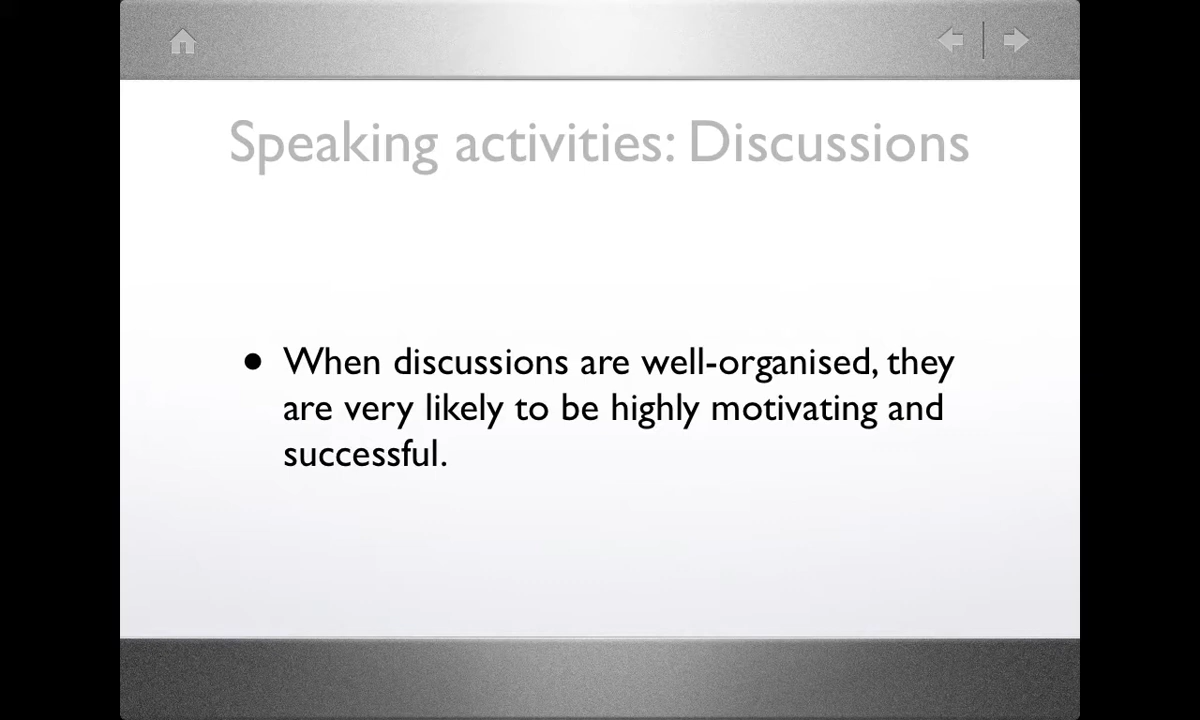 Speaking activities: Discussions
• When discussions are well-organised, they
are very likely to be highly motivating and
successful.